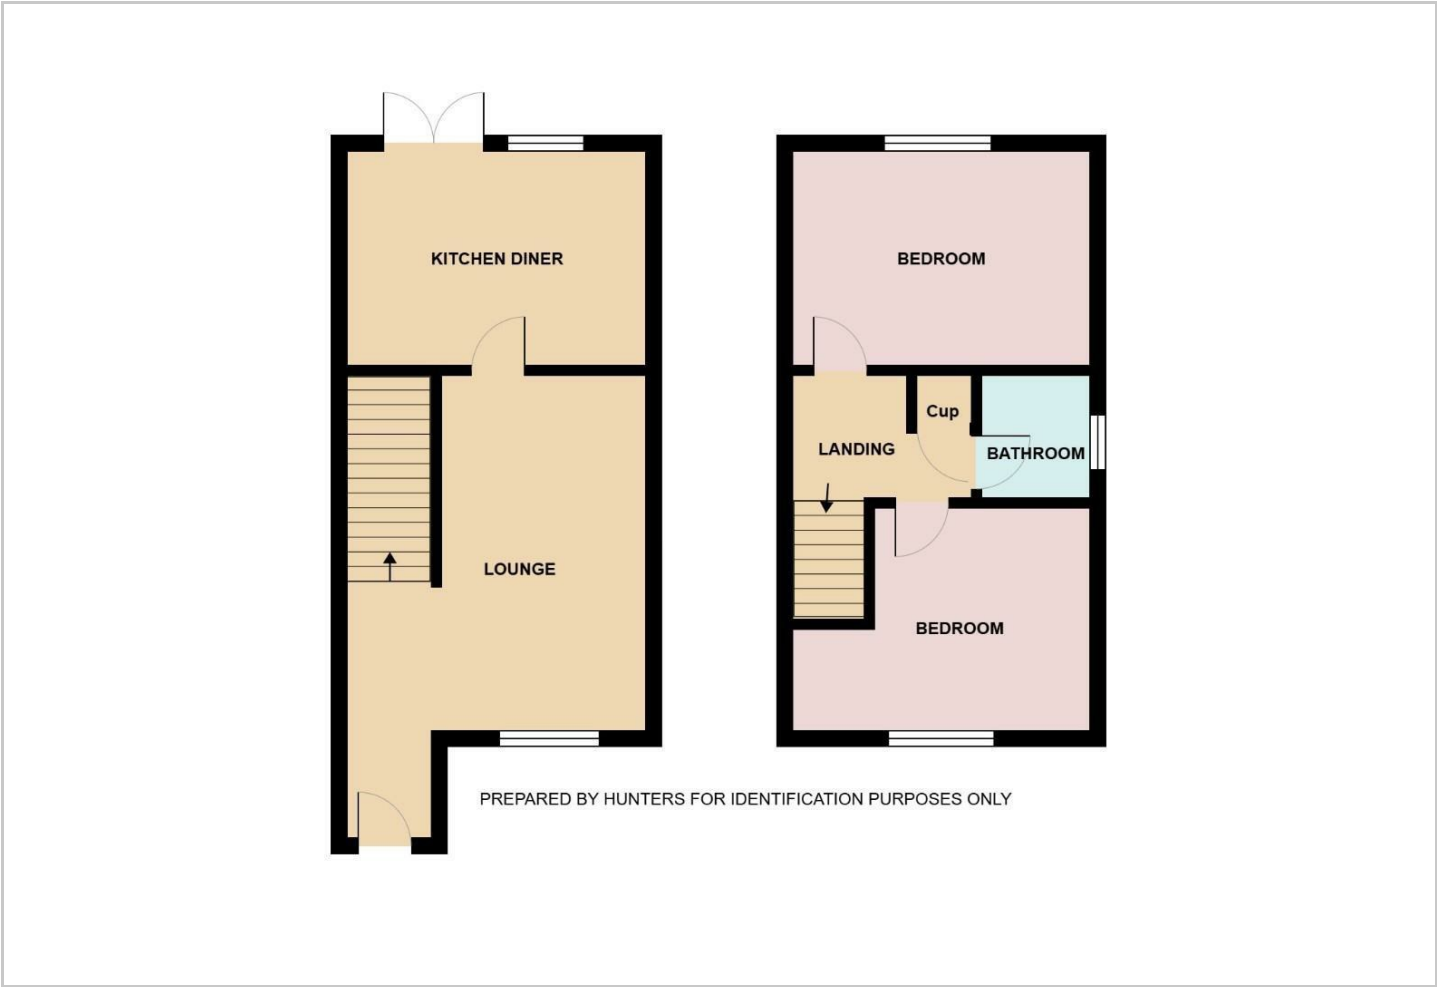 KITCHEN DINER
LOUNGE
BEDROOM
Cup
LANDING
BATHROOM
BEDROOM
PREPARED BY HUNTERS FOR IDENTIFICATION PURPOSES ONLY